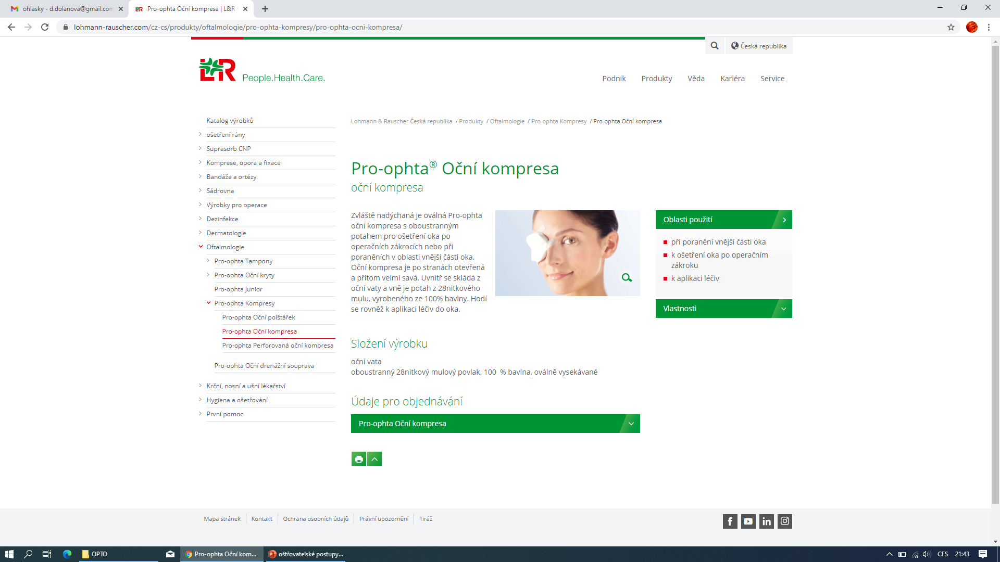 ohlasky - d.dolanova@gmail.com
Pro-ophta Oční kompresa | L&R
lohmann-rauscher.com/cz-cs/produkty/oftalmologie/pro-ophta-kompresy/pro-ophta-ocni-kompresa/
Česká republika
L&R People.Health.Care.
Podnik Produkty Věda Kariéra Service
Katalog výrobků
ošetření rány
Suprasorb CNP
Komprese, opora a fixace
Bandáže a ortézy
Sádrovna
Výrobky pro operace
Dezinfekce
Dermatologie
Oftalmologie
Pro-ophta Tampony
Pro-ophta Oční kryty
Pro-ophta Junior
Pro-ophta Kompresy
Pro-ophta Oční polštářek
Pro-ophta Oční kompresa
Pro-ophta Perforovaná oční kompresa
Pro-ophta Oční drenážní souprava
Krční, nosní a ušní lékařství
Hygiena a ošetřování
První pomoc
Lohmann & Rauscher Česká republika / Produkty / Oftalmologie / Pro-ophta Kompresy / Pro-ophta Oční kompresa
Pro-ophta® Oční kompresa
oční kompresa
Zvláště nadýchaná je oválná Pro-ophta
oční kompresa s oboustranným
potahem pro ošetření oka po
operačních zákrocích nebo při
poraněních v oblasti vnější části oka.
Oční kompresa je po stranách otevřená
a přitom velmi savá. Uvnitř se skládá z
oční vaty a vně je potah z 28nitkového
mulu, vyrobeného ze 100% bavlny. Hodí
se rovněž k aplikaci léčiv do oka.
Oblasti použití
při poranění vnější části oka
k ošetření oka po operačním
zákroku
k aplikaci léčiv
Vlastnosti
Složení výrobku
oční vata
oboustranný 28nitkový mulový povlak, 100 % bavlna, oválně vysekávané
Údaje pro objednávání
Pro-ophta Oční kompresa
Mapa stránek Kontakt Ochrana osobních údajů Právní upozornění Tiráž
OPTO
Pro-ophta Oční kom...
oštřovatelské postupy...
CES 21:43